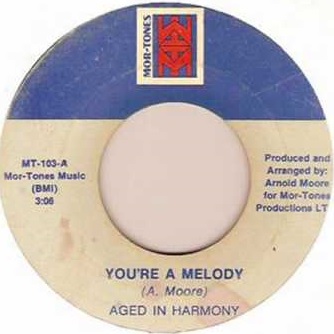 MOR-TONES
MT-103-A
Mor-Tones Music
(BMI)
3:06
Produced and
Arranged by:
Arnold Moore
for Mor-Tones
Productions LT
YOU'RE A MELODY
(A. Moore)
AGED IN HARMONY